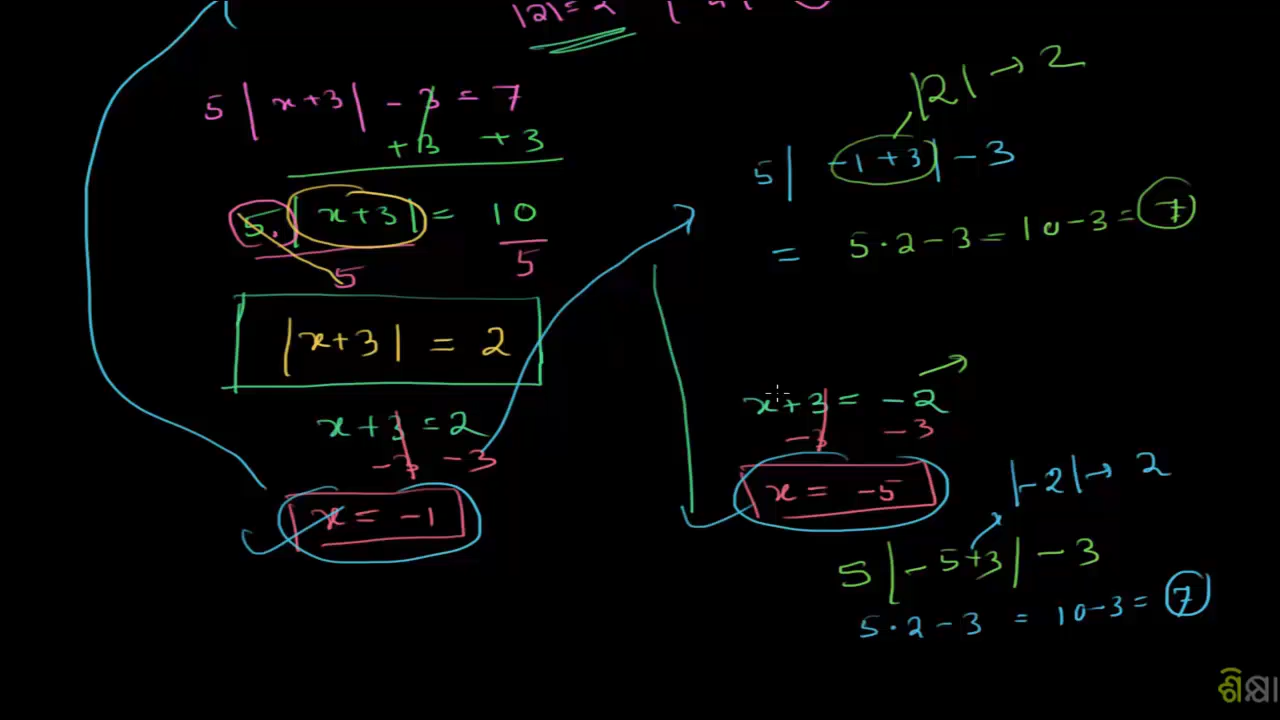 |2| = 2
5 | x+3 | - 3 = 7
+3 +3
5. | x+3 | = 10
5 5
|x+3| = 2
x+3 = 2
-3 -3
x = -1
|2| → 2
5 | -1 +3 | - 3
= 5·2-3 = 10-3 = 7
x+3 = -2
-3 -3
x = -5
|-2| → 2
5 | -5+3 | - 3
5·2-3 = 10-3 = 7
ଶିକ୍ଷା